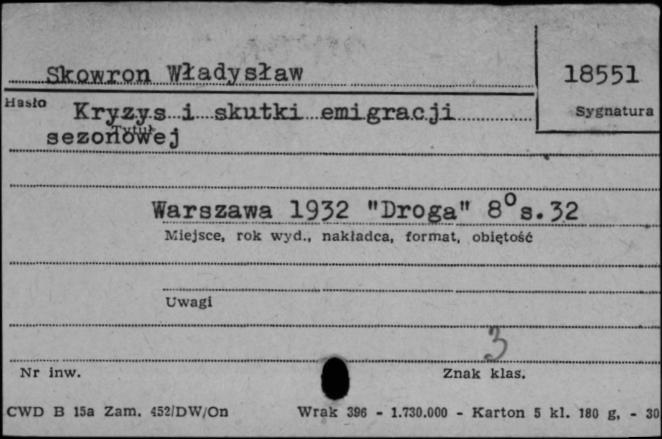 Skowron Władysław
18551
Hasło
Sygnatura
Kryzys i skutki emigracji
Tytuł
sezonowej
Warszawa 1932 "Droga" 8° s.32
Miejsce, rok wyd., nakładca, format, obiętość
Uwagi
3
Nr inw.
Znak klas.
CWD B 15a Zam. 452/DW/On Wrak 396 - 1.730.000 - Karton 5 kl. 180 g, - 30